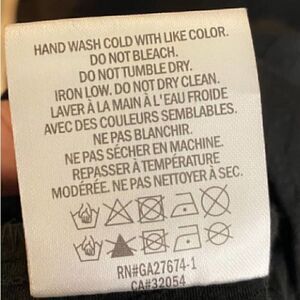 HAND WASH COLD WITH LIKE COLOR.
DO NOT BLEACH.
DO NOT TUMBLE DRY.
IRON LOW. DO NOT DRY CLEAN.
LAVER À LA MAIN À L'EAU FROIDE
AVEC DES COULEURS SEMBLABLES.
NE PAS BLANCHIR.
NE PAS SÉCHER EN MACHINE.
REPASSER À TEMPÉRATURE
MODÉRÉE. NE PAS NETTOYER À SEC.
RN#GA27674-1
CA#32054